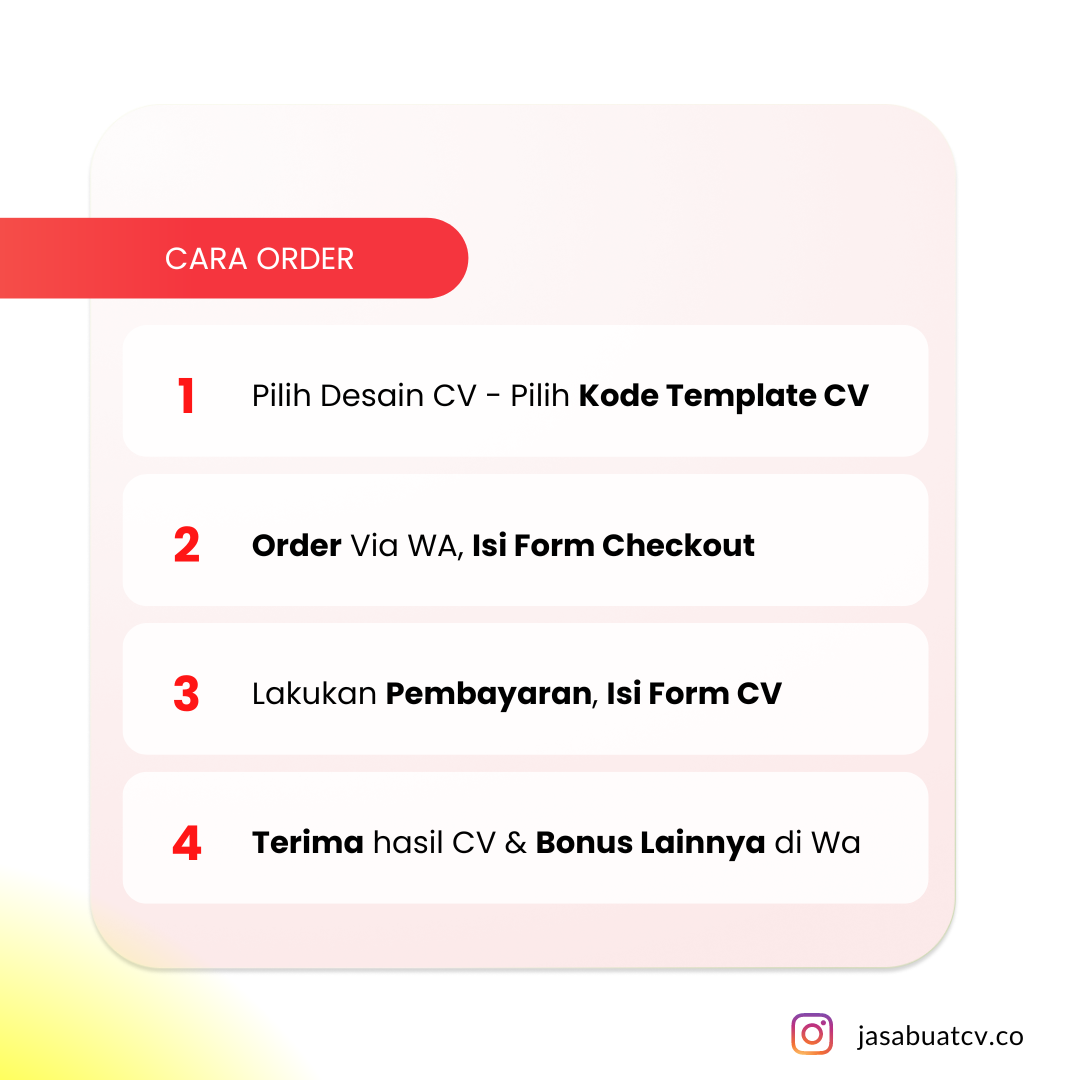 CARA ORDER
1 Pilih Desain CV - Pilih Kode Template CV
2 Order Via WA, Isi Form Checkout
3 Lakukan Pembayaran, Isi Form CV
4 Terima hasil CV & Bonus Lainnya di Wa
jasabuatcv.co